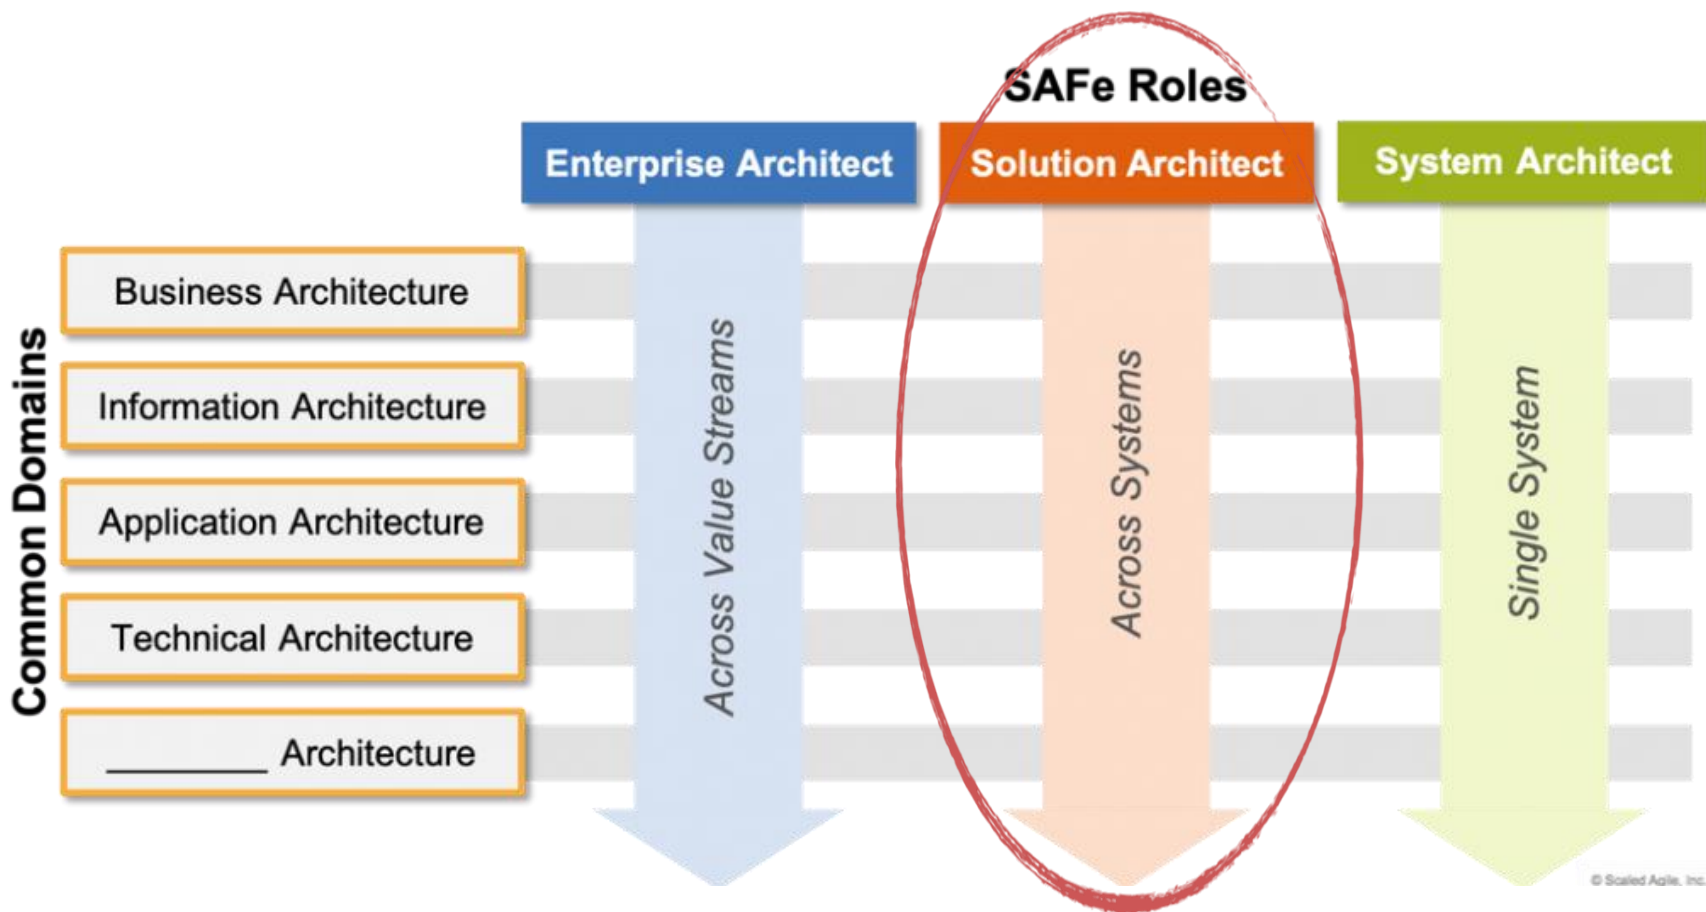 SAFe Roles
Enterprise Architect
Solution Architect
System Architect
Common Domains
Business Architecture
Information Architecture
Application Architecture
Technical Architecture
________ Architecture
Across Value Streams
Across Systems
Single System
© Scaled Agile, Inc.